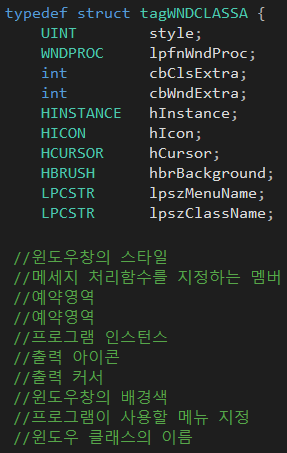 typedef struct tagWNDCLASSA {
UINT style;
WNDPROC lpfnWndProc;
int cbClsExtra;
int cbWndExtra;
HINSTANCE hInstance;
HICON hIcon;
HCURSOR hCursor;
HBRUSH hbrBackground;
LPCSTR lpszMenuName;
LPCSTR lpszClassName;
//윈도우창의 스타일
//메세지 처리함수를 지정하는 멤버
//예약영역
//예약영역
//프로그램 인스턴스
//출력 아이콘
//출력 커서
//윈도우창의 배경색
//프로그램이 사용할 메뉴 지정
//윈도우 클래스의 이름